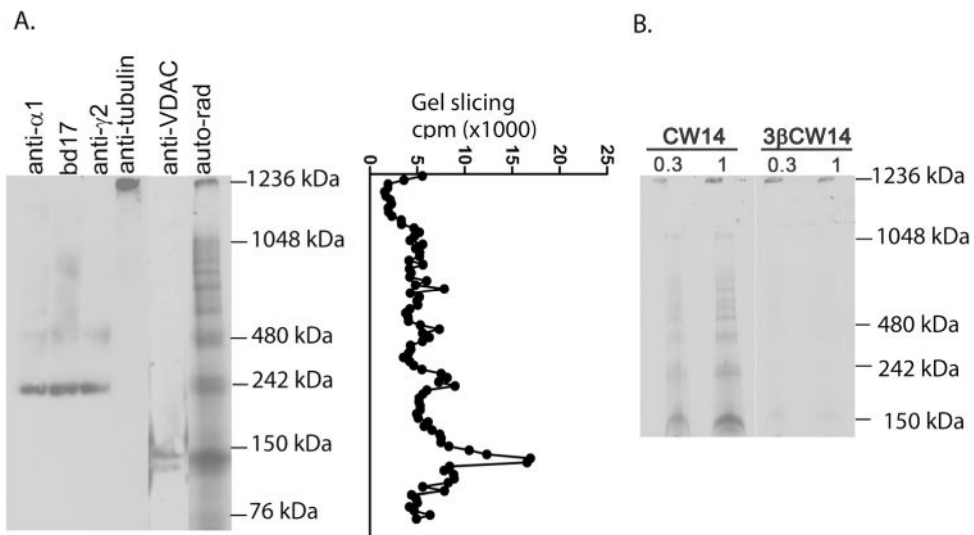 A.
anti-α1
bd17
anti-γ2
anti-tubulin
anti-VDAC
auto-rad
1236 kDa
1048 kDa
480 kDa
242 kDa
150 kDa
76 kDa
Gel slicing
cpm (x1000)
0 5 10 15 20 25
B.
CW14 3βCW14
0.3 1 0.3 1
1236 kDa
1048 kDa
480 kDa
242 kDa
150 kDa